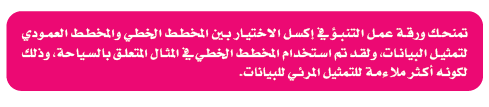 تمنحك ورقة عمل التنبؤ في إكسل الاختيار بين المخطط الخطي والمخطط العمودي
لتمثيل البيانات، ولقد تم استخدام المخطط الخطي في المثال المتعلق بالسياحة، وذلك
لكونه أكثر ملاءمة للتمثيل المرئي للبيانات.